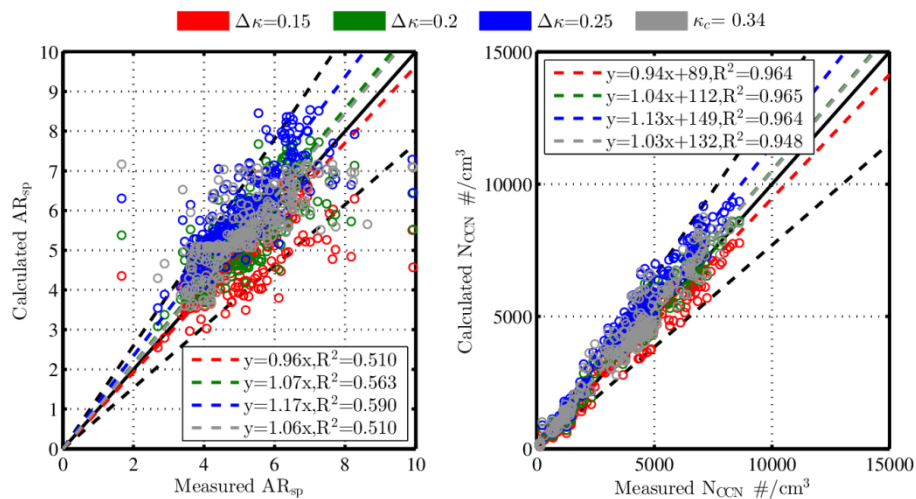 Δκ=0.15 Δκ=0.2 Δκ=0.25 κc= 0.34
10
9
8
7
6
5
4
3
2
1
0
Calculated ARsp
0 2 4 6 8 10
Measured ARsp
y=0.96x,R²=0.510
y=1.07x,R²=0.563
y=1.17x,R²=0.590
y=1.06x,R²=0.510
15000
10000
5000
0
Calculated NCCN #/cm³
0 5000 10000 15000
Measured NCCN #/cm³
y=0.94x+89,R²=0.964
y=1.04x+112,R²=0.965
y=1.13x+149,R²=0.964
y=1.03x+132,R²=0.948